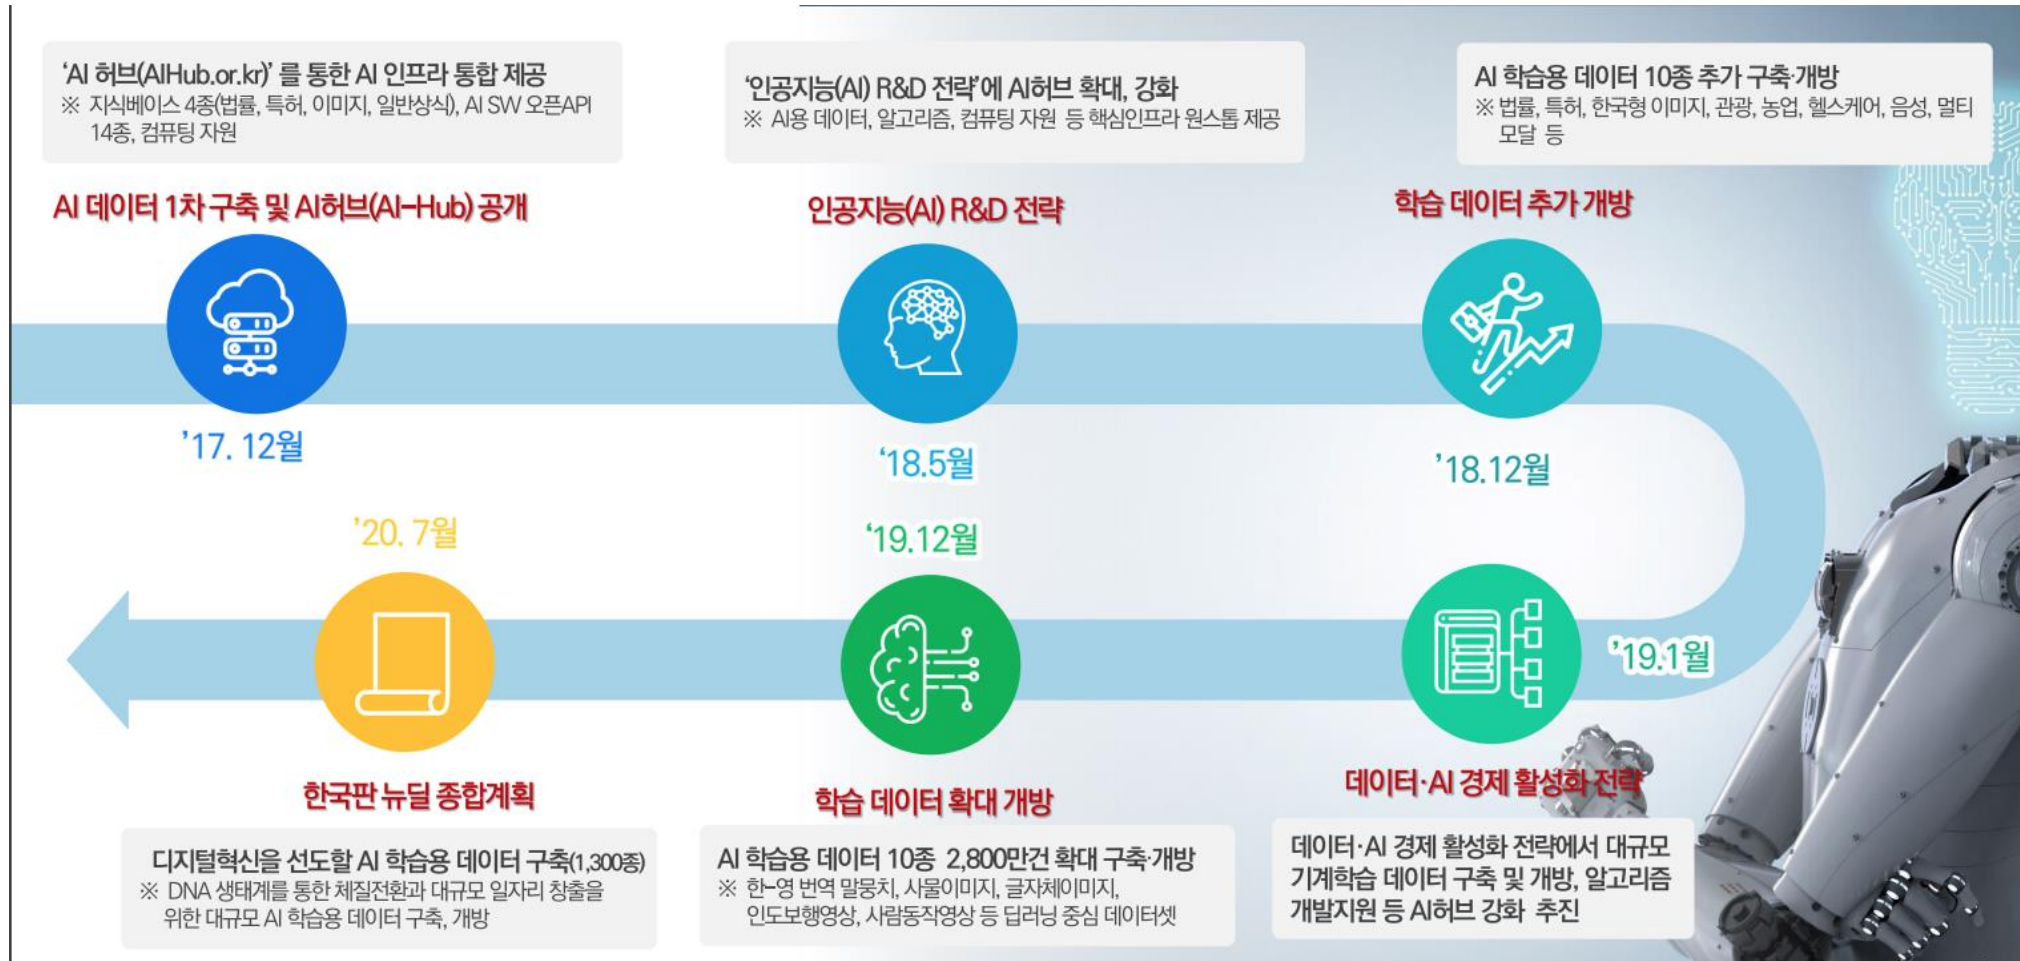 ‘AI 허브(AIHub.or.kr)’ 를 통한 AI 인프라 통합 제공
※ 지식베이스 4종(법률, 특허, 이미지, 일반상식), AI SW 오픈API
14종, 컴퓨팅 자원
AI 데이터 1차 구축 및 AI허브(AI-Hub) 공개
’17. 12월
‘인공지능(AI) R&D 전략’에 AI허브 확대, 강화
※ AI용 데이터, 알고리즘, 컴퓨팅 자원 등 핵심인프라 원스톱 제공
인공지능(AI) R&D 전략
‘18.5월
AI 학습용 데이터 10종 추가 구축·개방
※ 법률, 특허, 한국형 이미지, 관광, 농업, 헬스케어, 음성, 멀티
모달 등
학습 데이터 추가 개방
’18.12월
’19.1월
데이터·AI 경제 활성화 전략
데이터·AI 경제 활성화 전략에서 대규모
기계학습 데이터 구축 및 개방, 알고리즘
개발지원 등 AI허브 강화 추진
‘19.12월
학습 데이터 확대 개방
AI 학습용 데이터 10종 2,800만건 확대 구축·개방
※ 한-영 번역 말뭉치, 사물이미지, 글자체이미지,
인도보행영상, 사람동작영상 등 딥러닝 중심 데이터셋
’20. 7월
한국판 뉴딜 종합계획
디지털혁신을 선도할 AI 학습용 데이터 구축(1,300종)
※ DNA 생태계를 통한 체질전환과 대규모 일자리 창출을
위한 대규모 AI 학습용 데이터 구축, 개방